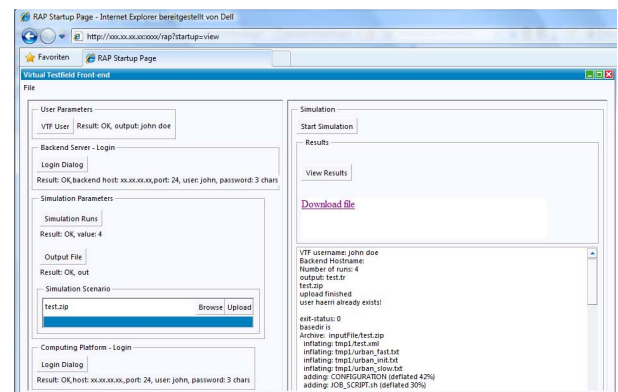 RAP Startup Page - Internet Explorer bereitgestellt von Dell
http://xxx.xx.xx.xx:xxxx/rap?startup=view
Favoriten
RAP Startup Page
Virtual Testfield Front-end
File
User Parameters
VTF User Result: OK, output: john doe
Backend Server - Login
Login Dialog
Result: OK,backend host: xx.xx.xx.xx,port: 24, user: john, password: 3 chars
Simulation Parameters
Simulation Runs
Result: OK, value: 4
Output File
Result: OK, out
Simulation Scenario
test.zip Browse Upload
Computing Platform - Login
Login Dialog
Result: OK,host: xx.xx.xx.xx.,port: 24, user: john, password: 3 chars
Simulation
Start Simulation
Results
View Results
Download file
VTF username: john doe
Backend Hostname:
Number of runs: 4
output: test.tr
test.zip
upload finished
user haerri already exists!
exit-status: 0
basedir is
Archive: inputFile/test.zip
inflating: tmp1/test.xml
inflating: tmp1/urban_fast.txt
inflating: tmp1/urban_init.txt
inflating: tmp1/urban_slow.txt
adding: CONFIGURATION (deflated 42%)
adding: JOB_SCRIPT.sh (deflated 30%)